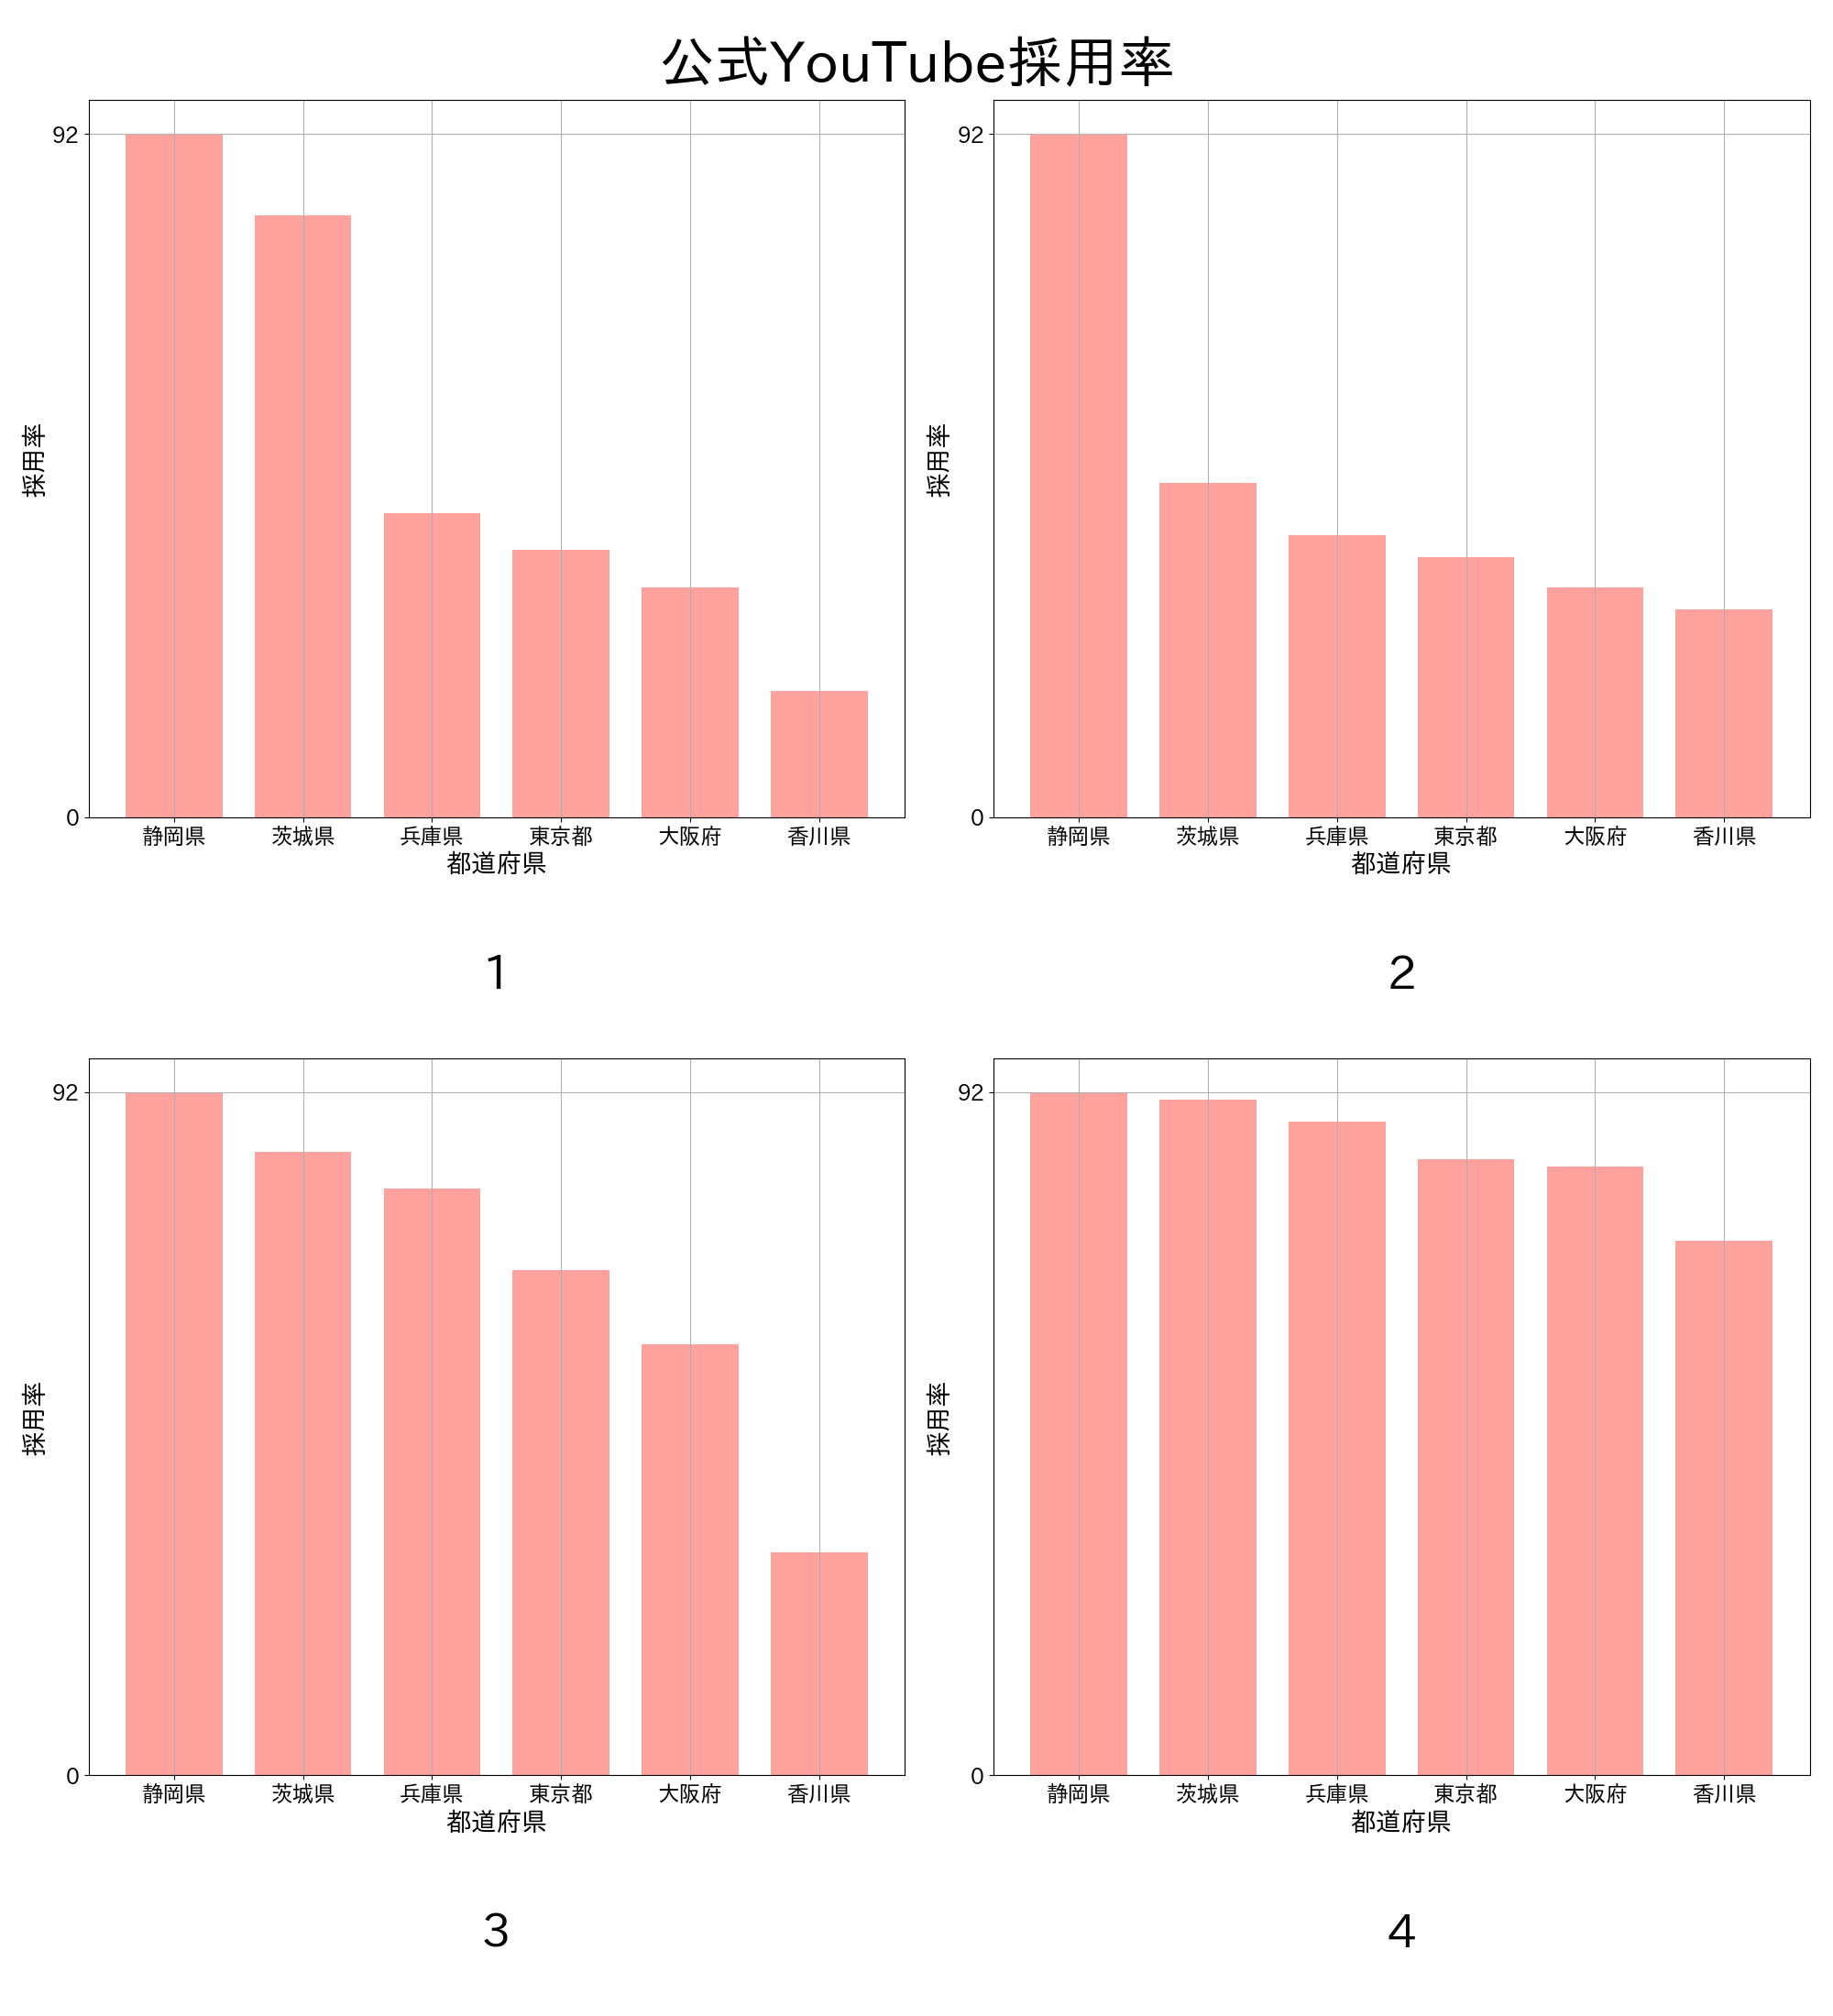 公式YouTube採用率
92
0
採用率
静岡県 茨城県 兵庫県 東京都 大阪府 香川県
都道府県
1
92
0
採用率
静岡県 茨城県 兵庫県 東京都 大阪府 香川県
都道府県
2
92
0
採用率
静岡県 茨城県 兵庫県 東京都 大阪府 香川県
都道府県
3
92
0
採用率
静岡県 茨城県 兵庫県 東京都 大阪府 香川県
都道府県
4